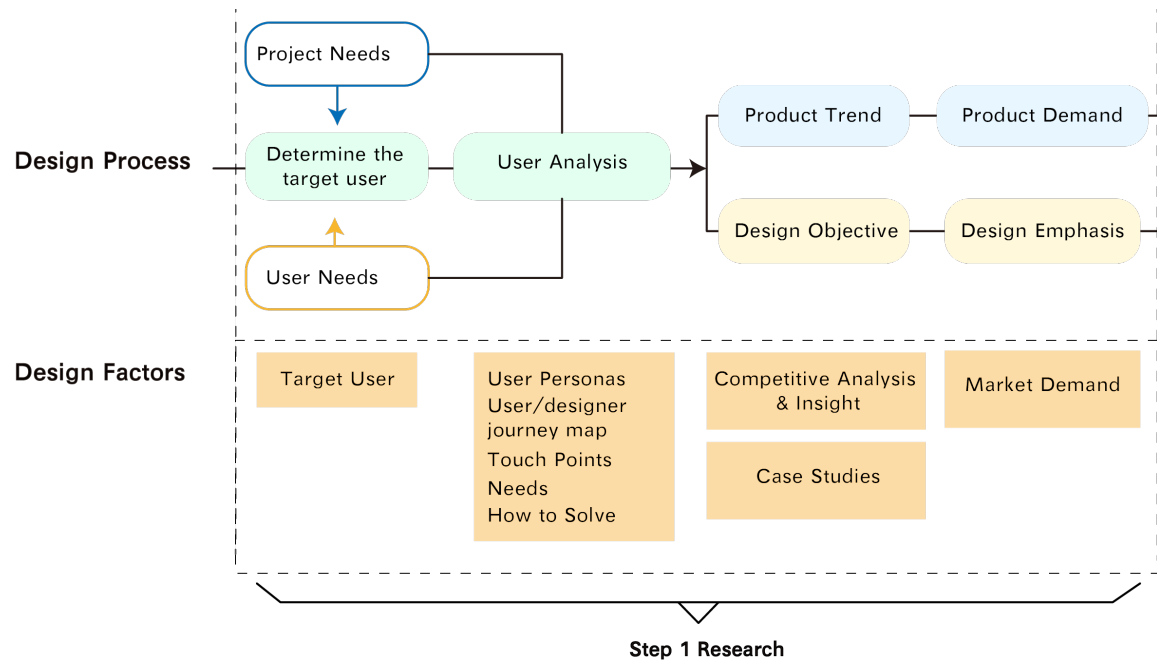 Project Needs
Design Process
Determine the
target user
User Analysis
Product Trend
Product Demand
User Needs
Design Objective
Design Emphasis
Design Factors
Target User
User Personas
User/designer
journey map
Touch Points
Needs
How to Solve
Competitive Analysis
& Insight
Case Studies
Market Demand
Step 1 Research